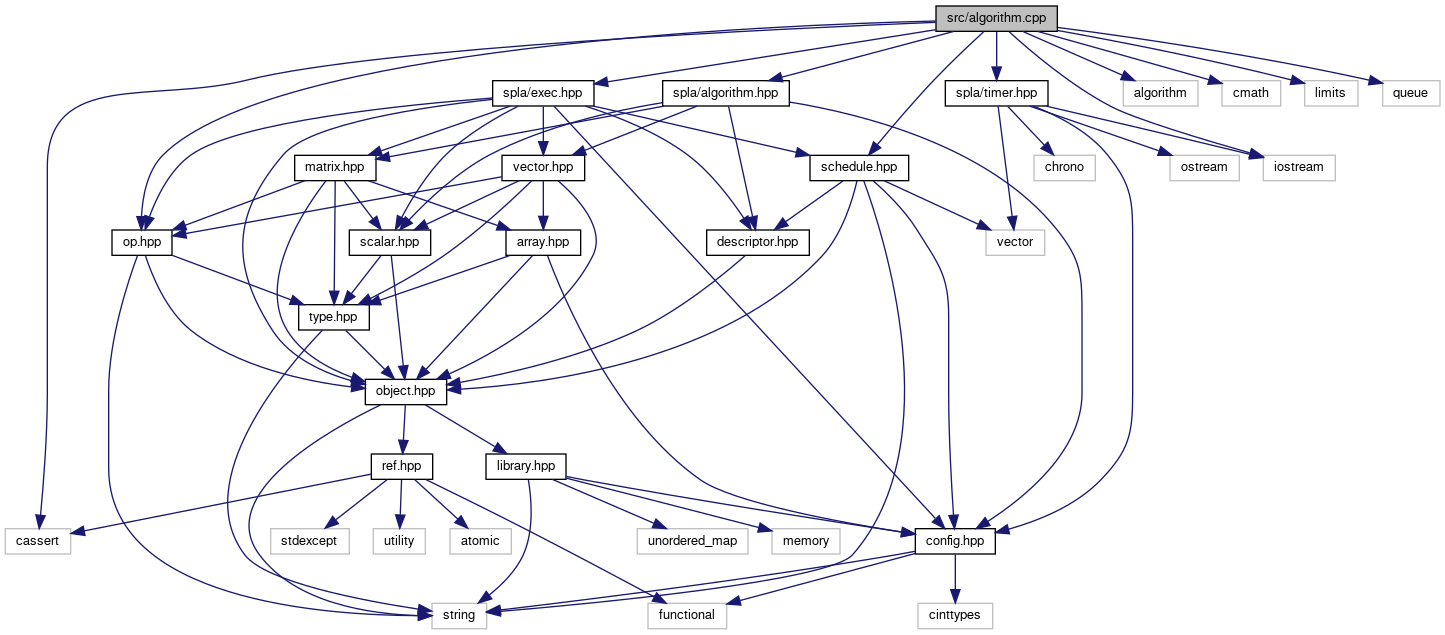 src/algorithm.cpp
spla/exec.hpp
spla/algorithm.hpp
spla/timer.hpp
algorithm
cmath
limits
queue
matrix.hpp
vector.hpp
schedule.hpp
chrono
ostream
iostream
op.hpp
scalar.hpp
array.hpp
descriptor.hpp
vector
type.hpp
object.hpp
ref.hpp
library.hpp
cassert
stdexcept
utility
atomic
unordered_map
memory
config.hpp
string
functional
cinttypes